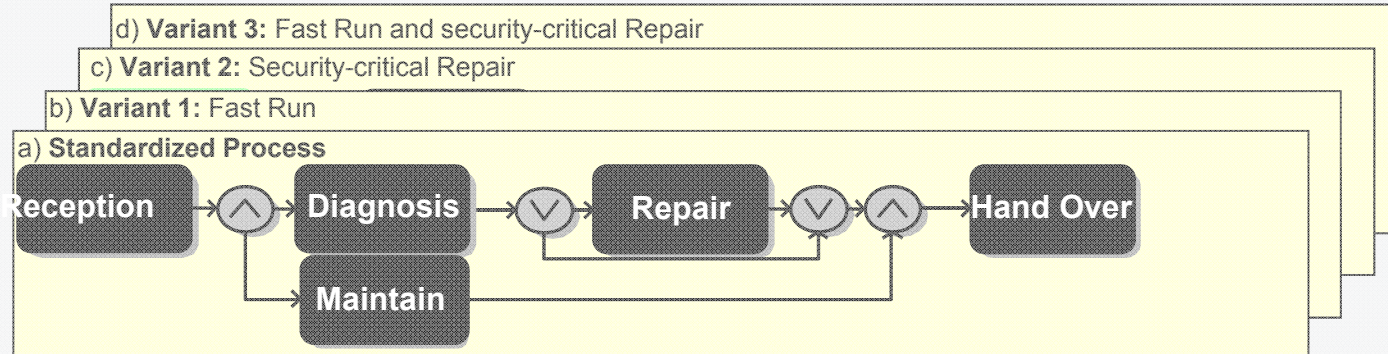 d) Variant 3: Fast Run and security-critical Repair
c) Variant 2: Security-critical Repair
b) Variant 1: Fast Run
a) Standardized Process
Reception
Diagnosis
Repair
Hand Over
Maintain